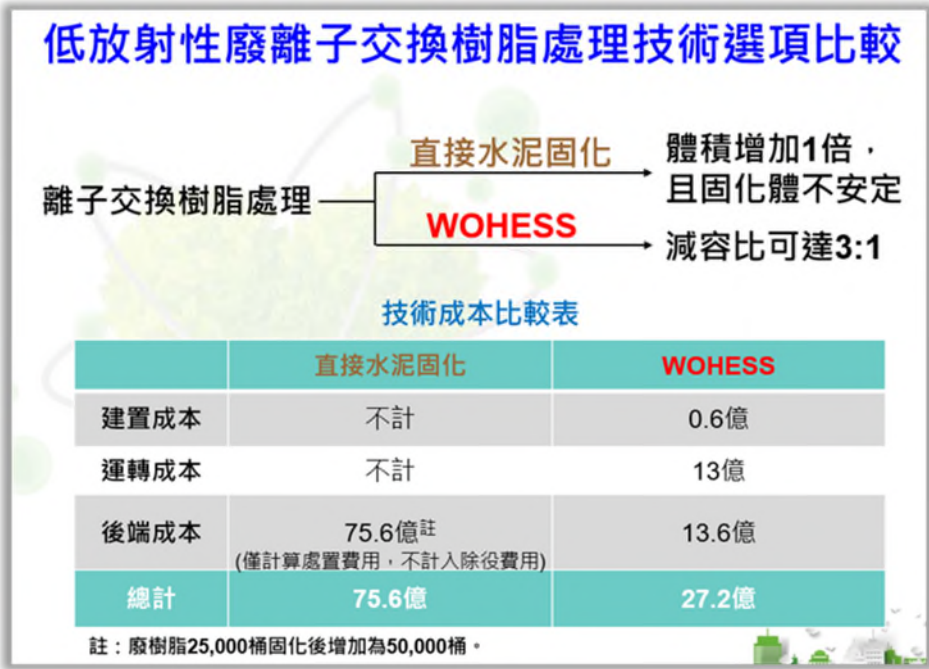 低放射性廢離子交換樹脂處理技術選項比較
直接水泥固化
體積增加1倍，
且固化體不安定
離子交換樹脂處理
WOHESS
減容比可達3:1
技術成本比較表
直接水泥固化 WOHESS
建置成本 不計 0.6億
運轉成本 不計 13億
後端成本 75.6億註 13.6億
(僅計算處置費用，不計入除役費用)
總計 75.6億 27.2億
註：廢樹脂25,000桶固化後增加為50,000桶。